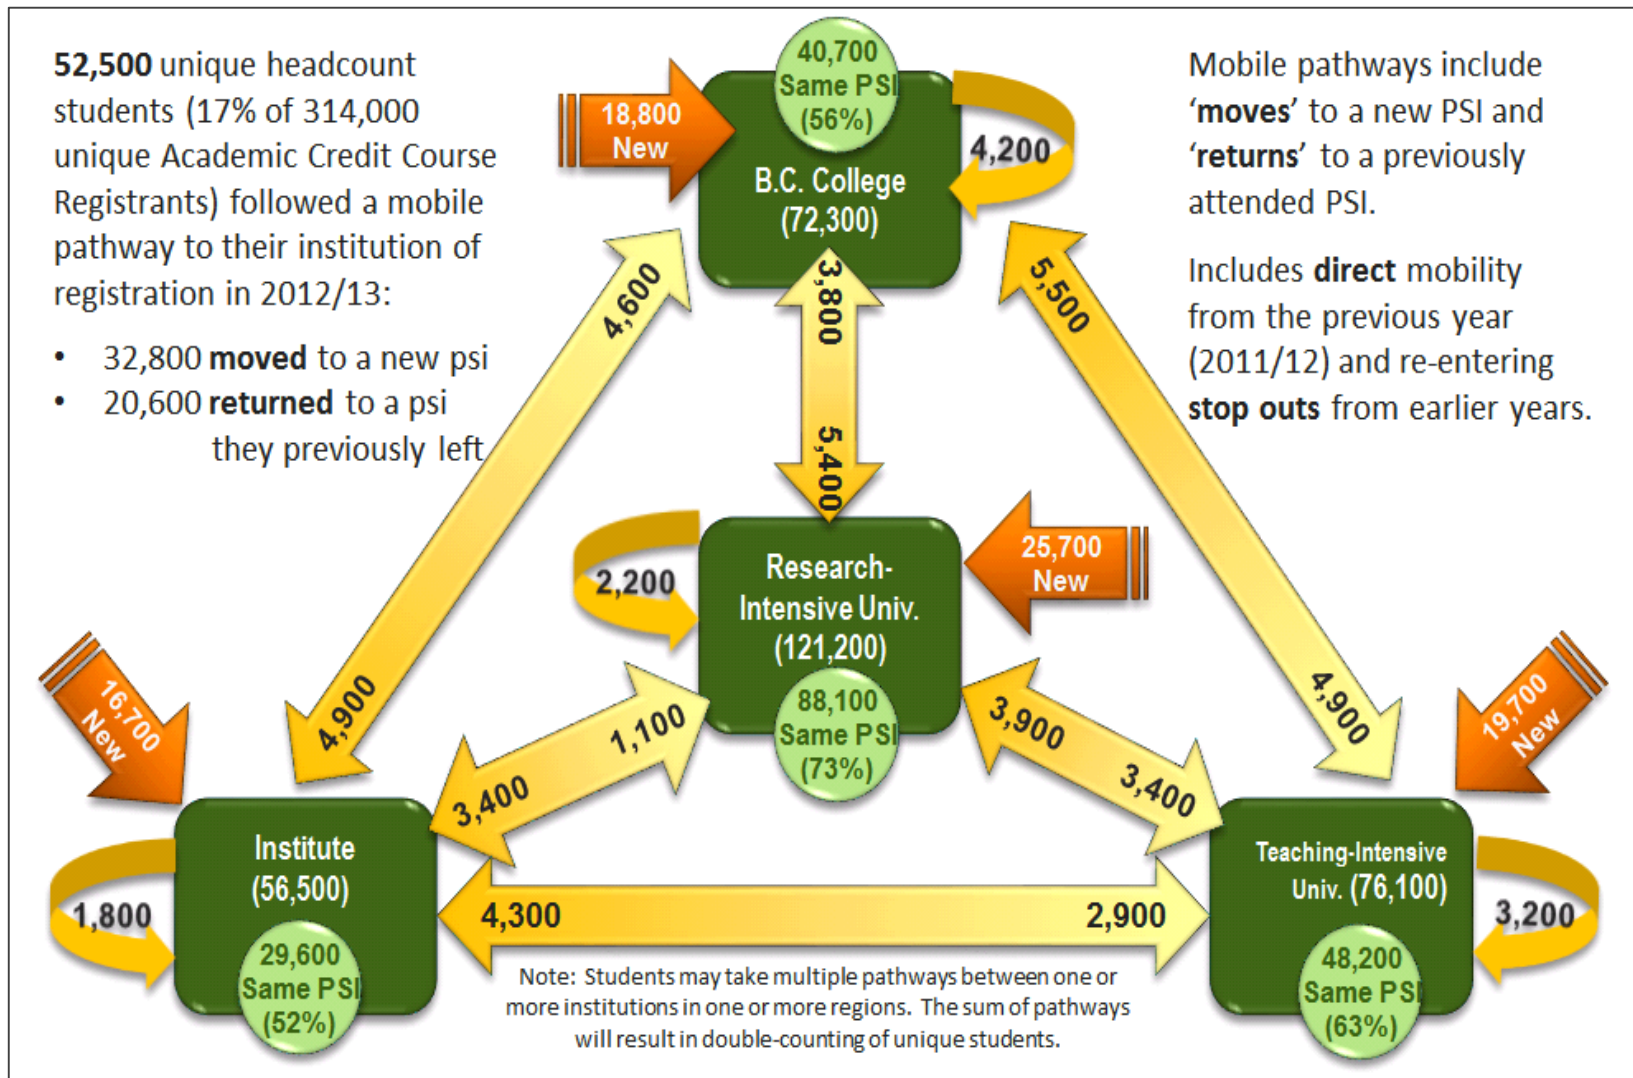 52,500 unique headcount
students (17% of 314,000
unique Academic Credit Course
Registrants) followed a mobile
pathway to their institution of
registration in 2012/13:
• 32,800 moved to a new psi
• 20,600 returned to a psi
they previously left
Mobile pathways include
‘moves’ to a new PSI and
‘returns’ to a previously
attended PSI.
Includes direct mobility
from the previous year
(2011/12) and re-entering
stop outs from earlier years.
40,700
Same PSI
(56%)
18,800
New
B.C. College
(72,300)
4,200
4,600
4,900
3,800
5,400
5,500
4,900
Research-
Intensive Univ.
(121,200)
88,100
Same PSI
(73%)
2,200
25,700
New
1,100
3,400
3,900
3,400
16,700
New
Institute
(56,500)
29,600
Same PSI
(52%)
1,800
4,300
2,900
19,700
New
Teaching-Intensive
Univ. (76,100)
48,200
Same PSI
(63%)
3,200
Note: Students may take multiple pathways between one or
more institutions in one or more regions. The sum of pathways
will result in double-counting of unique students.